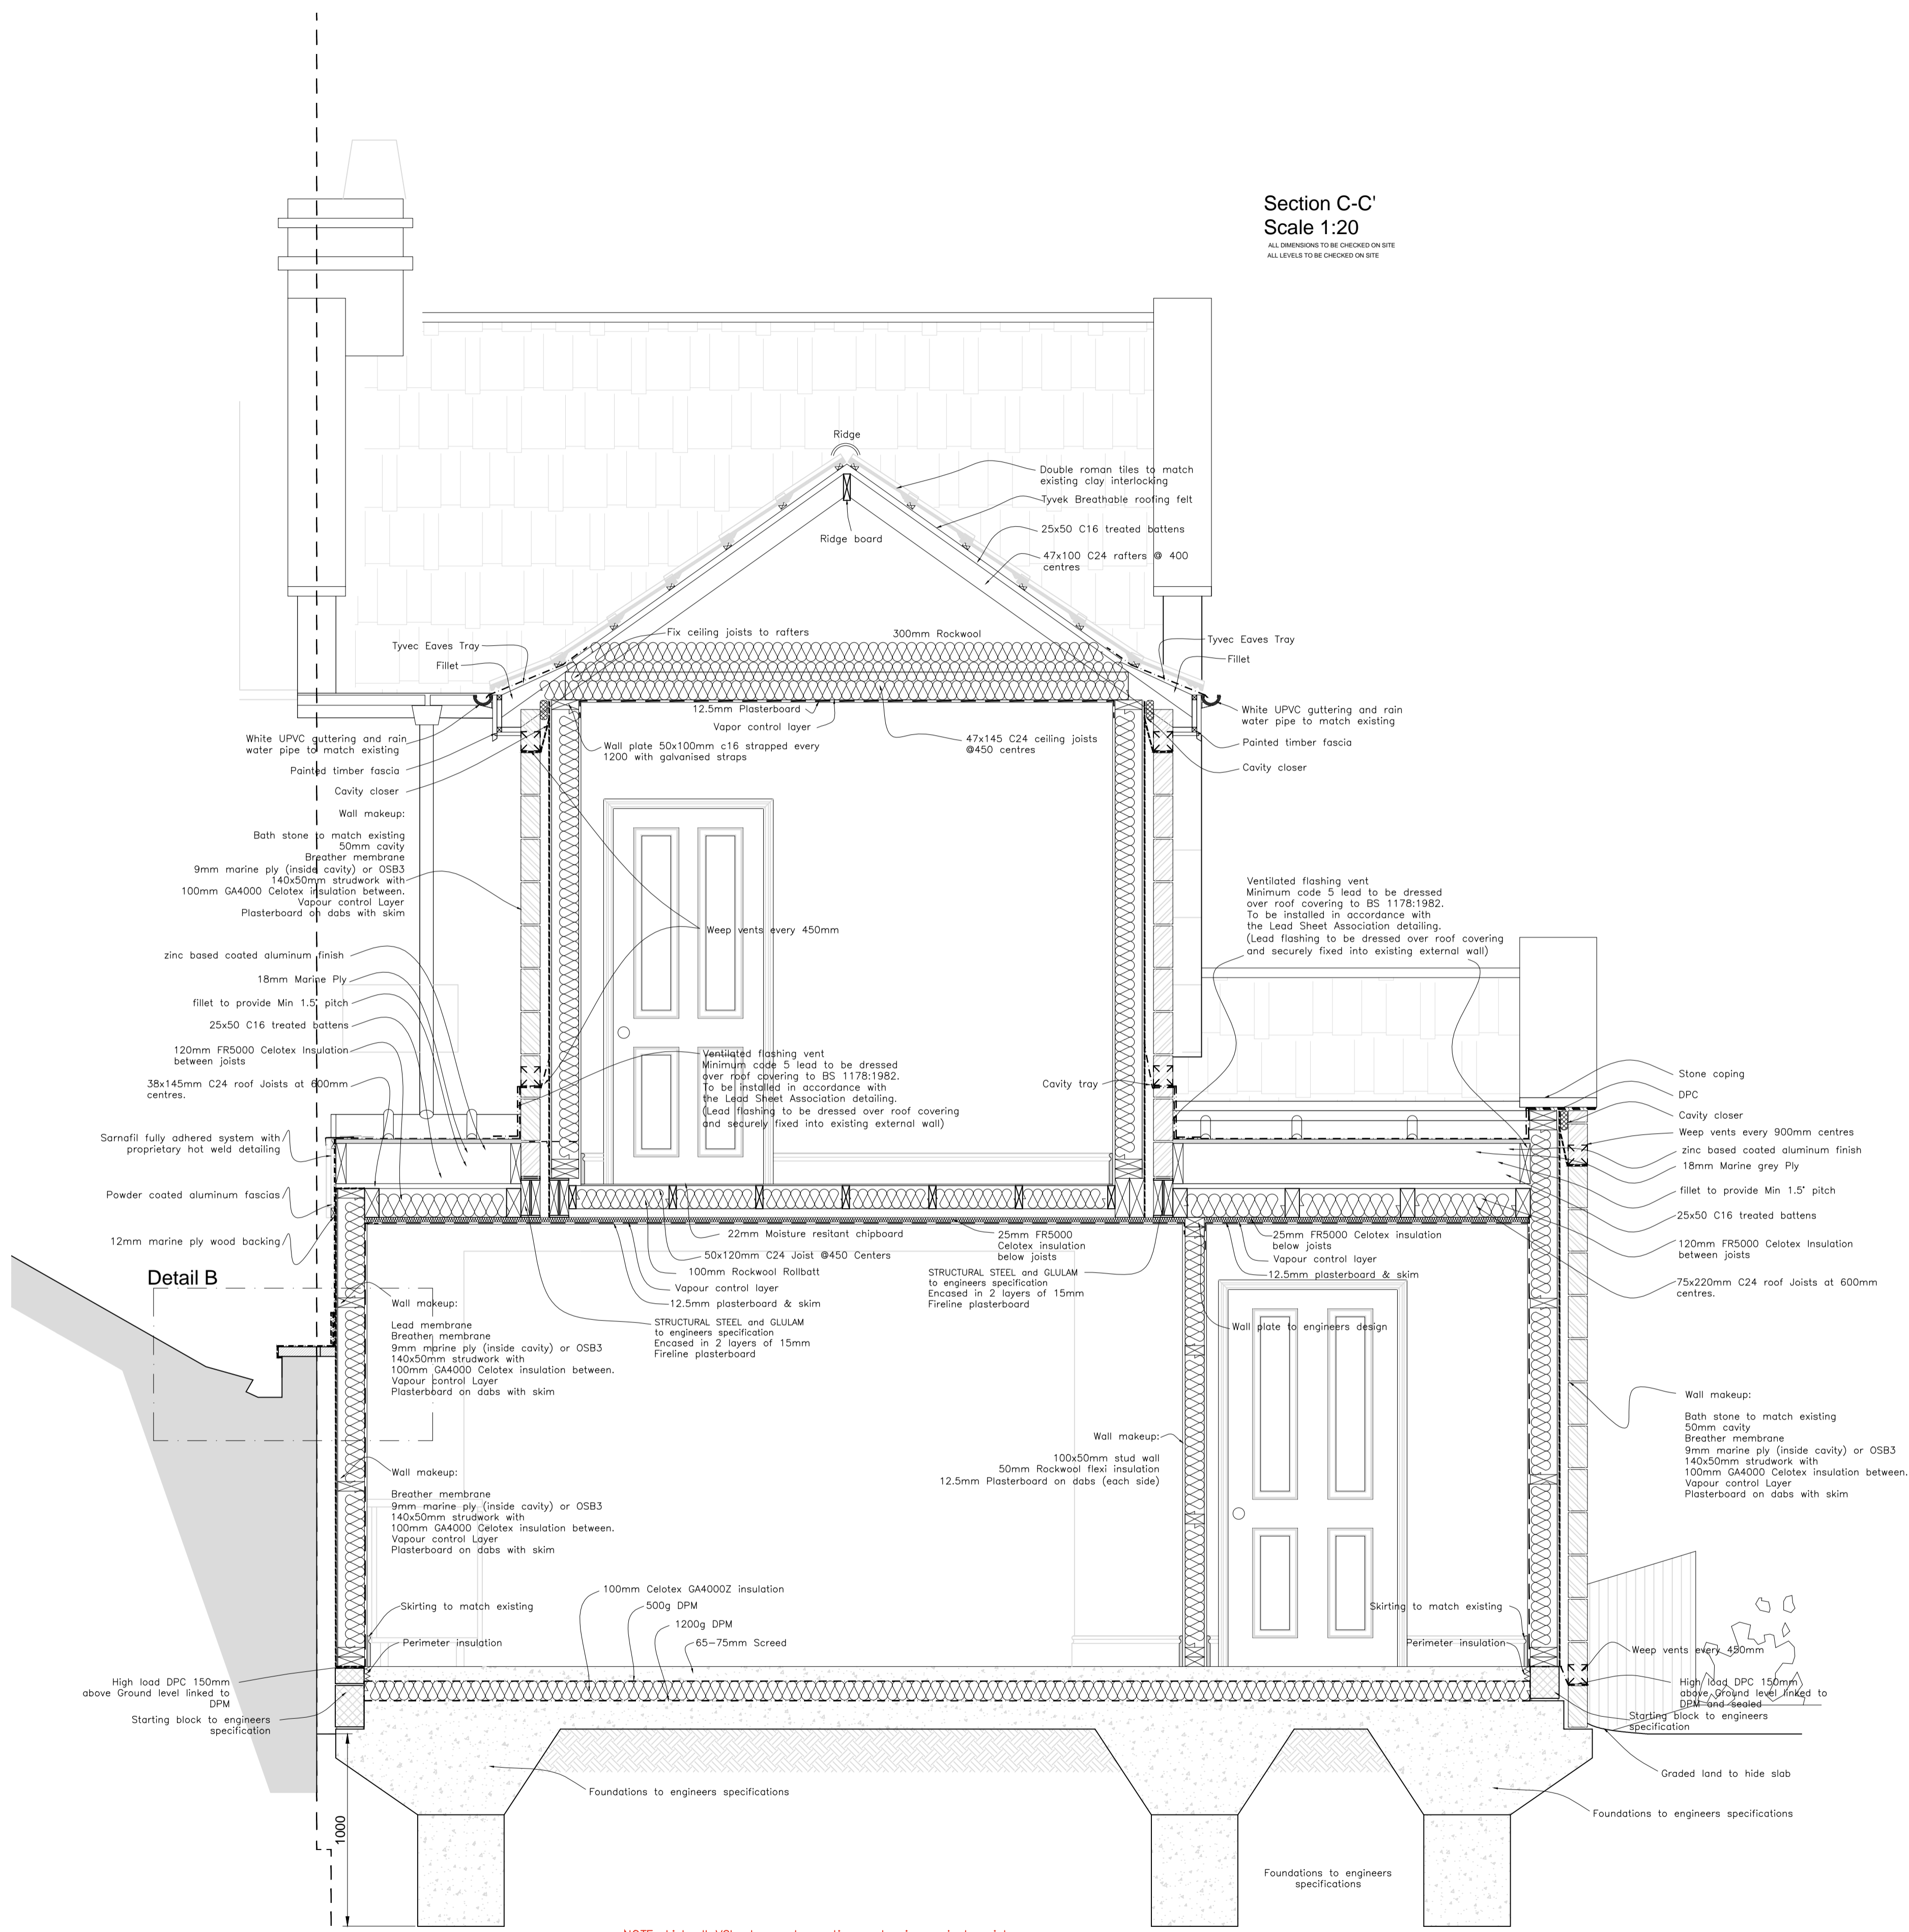 Section C-C'
Scale 1:20
ALL DIMENSIONS TO BE CHECKED ON SITE
ALL LEVELS TO BE CHECKED ON SITE
Ridge
Double roman tiles to match
existing clay interlocking
Tyvek Breathable roofing felt
25x50 C16 treated battens
47x100 C24 rafters @ 400
centres
Ridge board
Fix ceiling joists to rafters
300mm Rockwool
Tyvec Eaves Tray
Fillet
Tyvec Eaves Tray
Fillet
12.5mm Plasterboard
Vapor control layer
Wall plate 50x100mm c16 strapped every
1200 with galvanised straps
47x145 C24 ceiling joists
@450 centres
White UPVC guttering and rain
water pipe to match existing
Painted timber fascia
Cavity closer
White UPVC guttering and rain
water pipe to match existing
Painted timber fascia
Cavity closer
Wall makeup:
Bath stone to match existing
50mm cavity
Breather membrane
9mm marine ply (inside cavity) or OSB3
140x50mm strudwork with
100mm GA4000 Celotex insulation between.
Vapour control Layer
Plasterboard on dabs with skim
Weep vents every 450mm
Ventilated flashing vent
Minimum code 5 lead to be dressed
over roof covering to BS 1178:1982.
To be installed in accordance with
the Lead Sheet Association detailing.
(Lead flashing to be dressed over roof covering
and securely fixed into existing external wall)
zinc based coated aluminum finish
18mm Marine Ply
fillet to provide Min 1.5° pitch
25x50 C16 treated battens
120mm FR5000 Celotex Insulation
between joists
38x145mm C24 roof Joists at 600mm
centres.
Ventilated flashing vent
Minimum code 5 lead to be dressed
over roof covering to BS 1178:1982.
To be installed in accordance with
the Lead Sheet Association detailing.
(Lead flashing to be dressed over roof covering
and securely fixed into existing external wall)
Cavity tray
Stone coping
DPC
Cavity closer
Weep vents every 900mm centres
zinc based coated aluminum finish
18mm Marine grey Ply
fillet to provide Min 1.5° pitch
25x50 C16 treated battens
120mm FR5000 Celotex Insulation
between joists
75x220mm C24 roof Joists at 600mm
centres.
Sarnafil fully adhered system with
proprietary hot weld detailing
Powder coated aluminum fascias
12mm marine ply wood backing
22mm Moisture resitant chipboard
50x120mm C24 Joist @450 Centers
100mm Rockwool Rollbatt
Vapour control layer
12.5mm plasterboard & skim
STRUCTURAL STEEL and GLULAM
to engineers specification
Encased in 2 layers of 15mm
Fireline plasterboard
25mm FR5000
Celotex insulation
below joists
STRUCTURAL STEEL and GLULAM
to engineers specification
Encased in 2 layers of 15mm
Fireline plasterboard
25mm FR5000 Celotex insulation
below joists
Vapour control layer
12.5mm plasterboard & skim
Wall plate to engineers design
Detail B
Wall makeup:
Lead membrane
Breather membrane
9mm marine ply (inside cavity) or OSB3
140x50mm strudwork with
100mm GA4000 Celotex insulation between.
Vapour control Layer
Plasterboard on dabs with skim
Wall makeup:
Breather membrane
9mm marine ply (inside cavity) or OSB3
140x50mm strudwork with
100mm GA4000 Celotex insulation between.
Vapour control Layer
Plasterboard on dabs with skim
Wall makeup:
100x50mm stud wall
50mm Rockwool flexi insulation
12.5mm Plasterboard on dabs (each side)
Wall makeup:
Bath stone to match existing
50mm cavity
Breather membrane
9mm marine ply (inside cavity) or OSB3
140x50mm strudwork with
100mm GA4000 Celotex insulation between.
Vapour control Layer
Plasterboard on dabs with skim
100mm Celotex GA4000Z insulation
500g DPM
1200g DPM
65-75mm Screed
Skirting to match existing
Perimeter insulation
Skirting to match existing
Perimeter insulation
High load DPC 150mm
above Ground level linked to
DPM
Starting block to engineers
specification
Weep vents every 450mm
High load DPC 150mm
above Ground level linked to
DPM and sealed
Starting block to engineers
specification
Graded land to hide slab
Foundations to engineers specifications
Foundations to engineers specifications
Foundations to engineers
specifications
1000